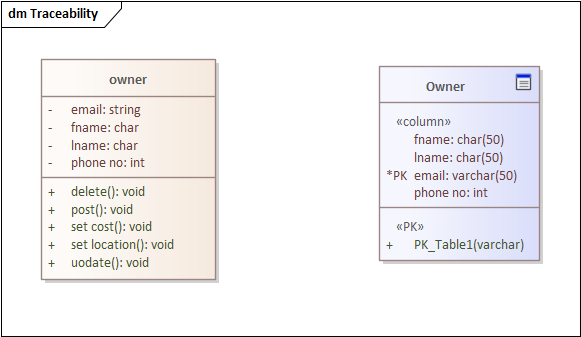 dm Traceability
owner
- email: string
- fname: char
- lname: char
- phone no: int
+ delete(): void
+ post(): void
+ set cost(): void
+ set location(): void
+ uodate(): void
Owner
«column»
fname: char(50)
lname: char(50)
*PK email: varchar(50)
phone no: int
«PK»
+ PK_Table1(varchar)